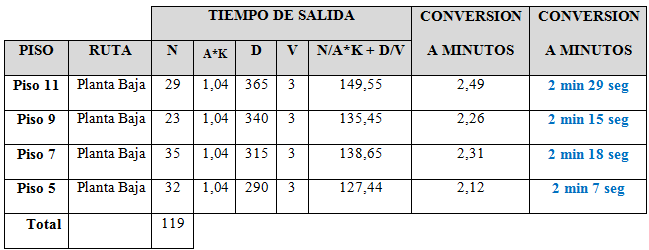 TIEMPO DE SALIDA CONVERSION A MINUTOS CONVERSION A MINUTOS
PISO RUTA N A*K D V N/A*K + D/V
Piso 11 Planta Baja 29 1,04 365 3 149,55 2,49 2 min 29 seg
Piso 9 Planta Baja 23 1,04 340 3 135,45 2,26 2 min 15 seg
Piso 7 Planta Baja 35 1,04 315 3 138,65 2,31 2 min 18 seg
Piso 5 Planta Baja 32 1,04 290 3 127,44 2,12 2 min 7 seg
Total 119